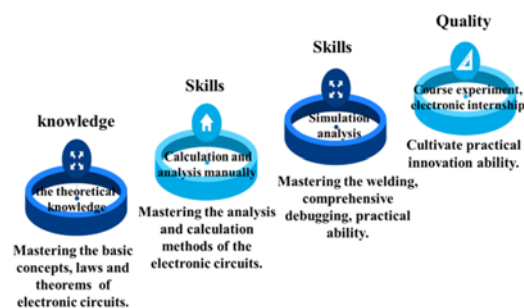 knowledge
The theoretical
knowledge
Mastering the basic
concepts, laws and
theorems of
electronic circuits.
Skills
Calculation and
analysis manually
Mastering the analysis
and calculation
methods of the
electronic circuits.
Skills
Simulation
analysis
Mastering the welding,
comprehensive
debugging, practical
ability.
Quality
Course experiment,
electronic internship
Cultivate practical
innovation ability.